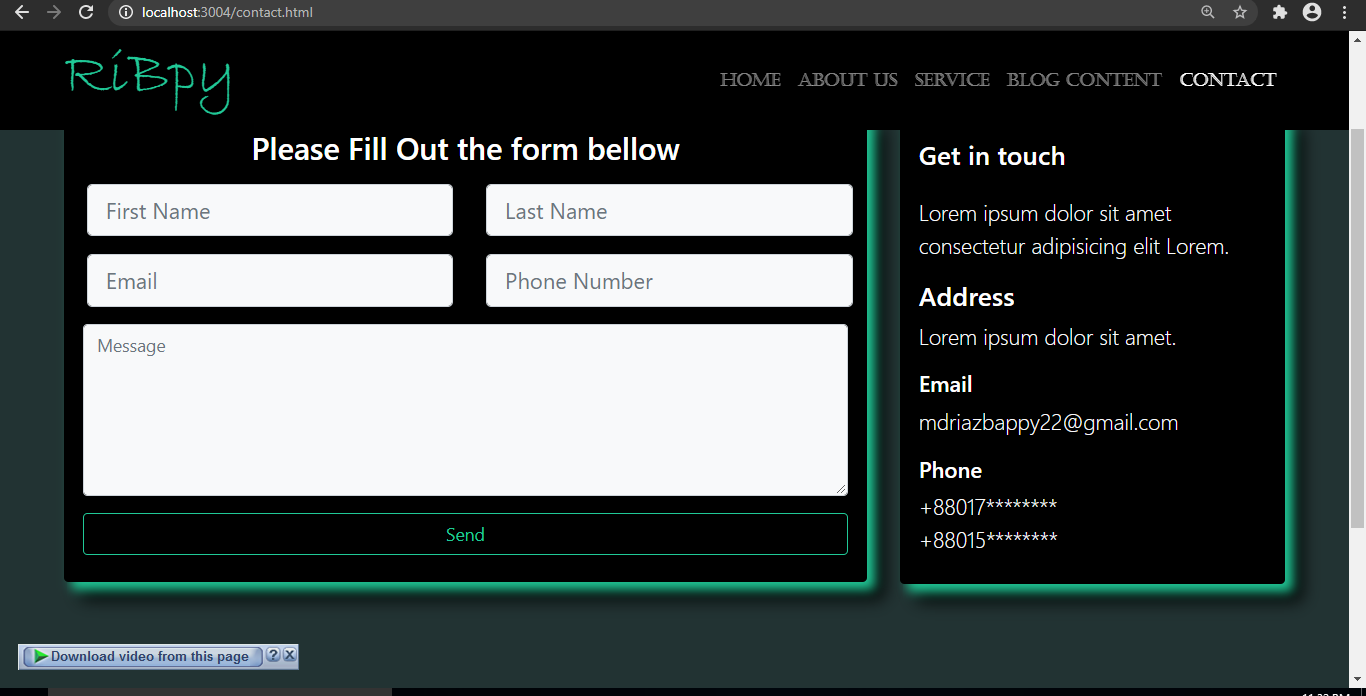 localhost:3004/contact.html
RiBpy
HOME ABOUT US SERVICE BLOG CONTENT CONTACT
Please Fill Out the form bellow
First Name
Last Name
Email
Phone Number
Message
Send
Get in touch
Lorem ipsum dolor sit amet
consectetur adipisicing elit Lorem.
Address
Lorem ipsum dolor sit amet.
Email
mdriazbappy22@gmail.com
Phone
+88017********
+88015********
Download video from this page ? X